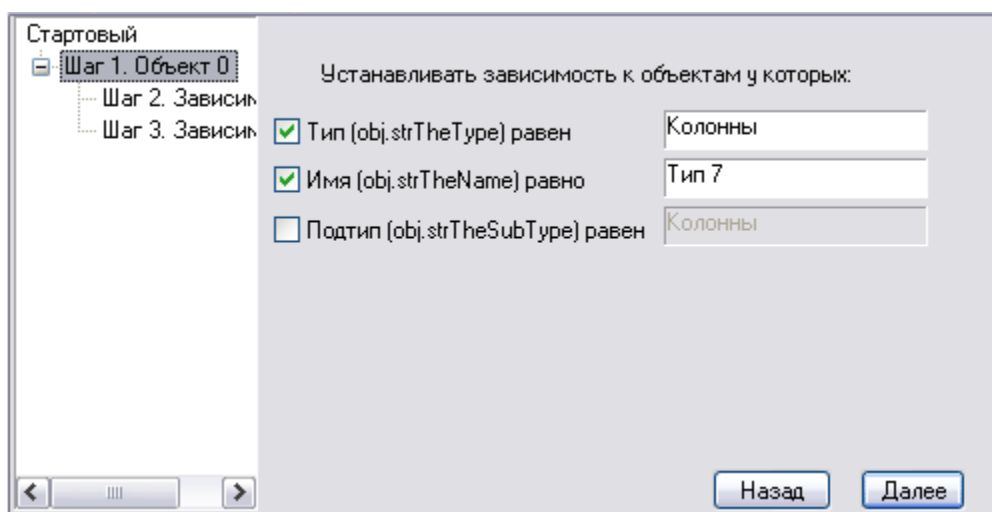 Стартовый
Шаг 1. Объект 0
Шаг 2. Зависим
Шаг 3. Зависим
Устанавливать зависимость к объектам у которых:
Тип (obj.strTheType) равен Колонны
Имя (obj.strTheName) равно Тип 7
Подтип (obj.strTheSubType) равен Колонны
Назад Далее